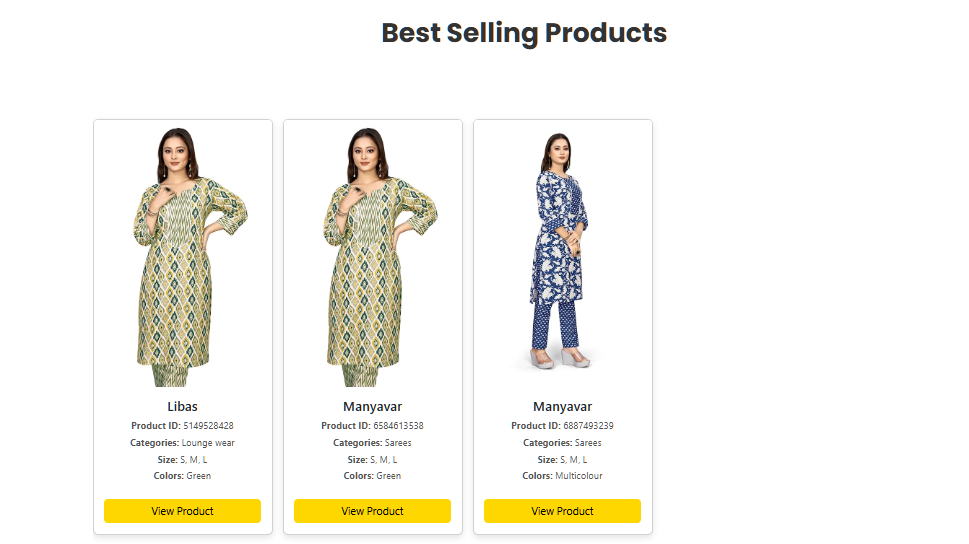 Best Selling Products
Libas
Product ID: 5149528428
Categories: Lounge wear
Size: S, M, L
Colors: Green
View Product
Manyavar
Product ID: 6584613538
Categories: Sarees
Size: S, M, L
Colors: Green
View Product
Manyavar
Product ID: 6887493239
Categories: Sarees
Size: S, M, L
Colors: Multicolour
View Product